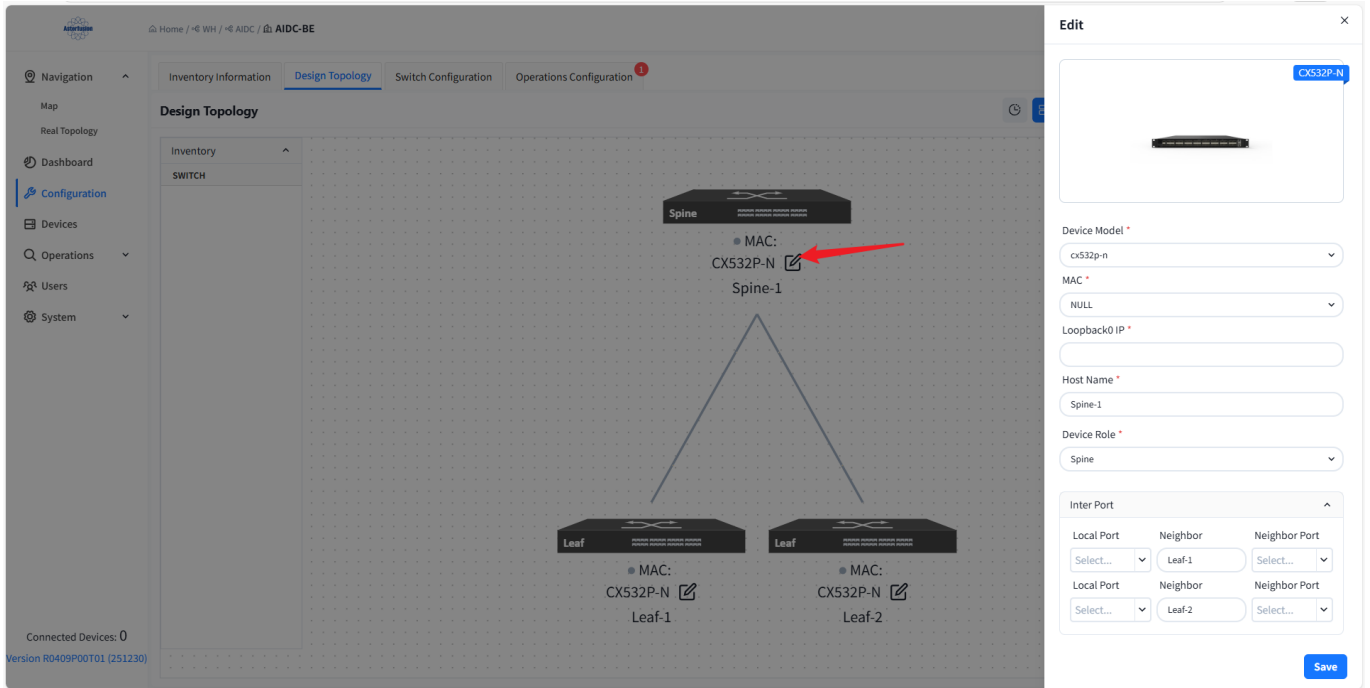 Asterfusion
Home / WH / AIDC / AIDC-BE
Navigation
Map
Real Topology
Dashboard
Configuration
Devices
Operations
Users
System
Connected Devices: 0
Version R0409P00T01 (251230)
Inventory Information
Design Topology
Switch Configuration
Operations Configuration
1
Design Topology
Inventory
SWITCH
Spine
MAC:
CX532P-N
Spine-1
Leaf
MAC:
CX532P-N
Leaf-1
Leaf
MAC:
CX532P-N
Leaf-2
Edit
CX532P-N
Device Model *
cx532p-n
MAC *
NULL
Loopback0 IP *
Host Name *
Spine-1
Device Role *
Spine
Inter Port
Local Port Neighbor Neighbor Port
Select... Leaf-1 Select...
Local Port Neighbor Neighbor Port
Select... Leaf-2 Select...
Save